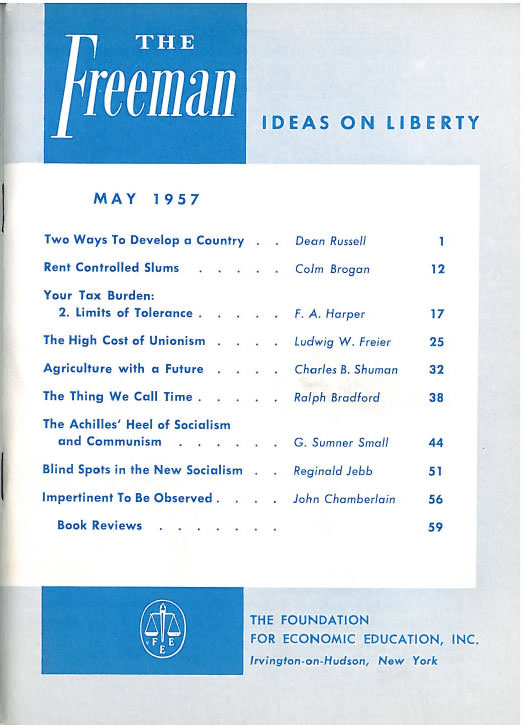 THE
Freeman
IDEAS ON LIBERTY
MAY 1957
Two Ways To Develop a Country . . Dean Russell 1
Rent Controlled Slums . . . . . Colm Brogan 12
Your Tax Burden:
2. Limits of Tolerance . . . . . F. A. Harper 17
The High Cost of Unionism . . . . Ludwig W. Freier 25
Agriculture with a Future . . . . Charles B. Shuman 32
The Thing We Call Time . . . . . Ralph Bradford 38
The Achilles' Heel of Socialism
and Communism . . . . . . G. Sumner Small 44
Blind Spots in the New Socialism . . Reginald Jebb 51
Impertinent To Be Observed . . . . John Chamberlain 56
Book Reviews . . . . . . . 59
F E E
THE FOUNDATION
FOR ECONOMIC EDUCATION, INC.
Irvington-on-Hudson, New York